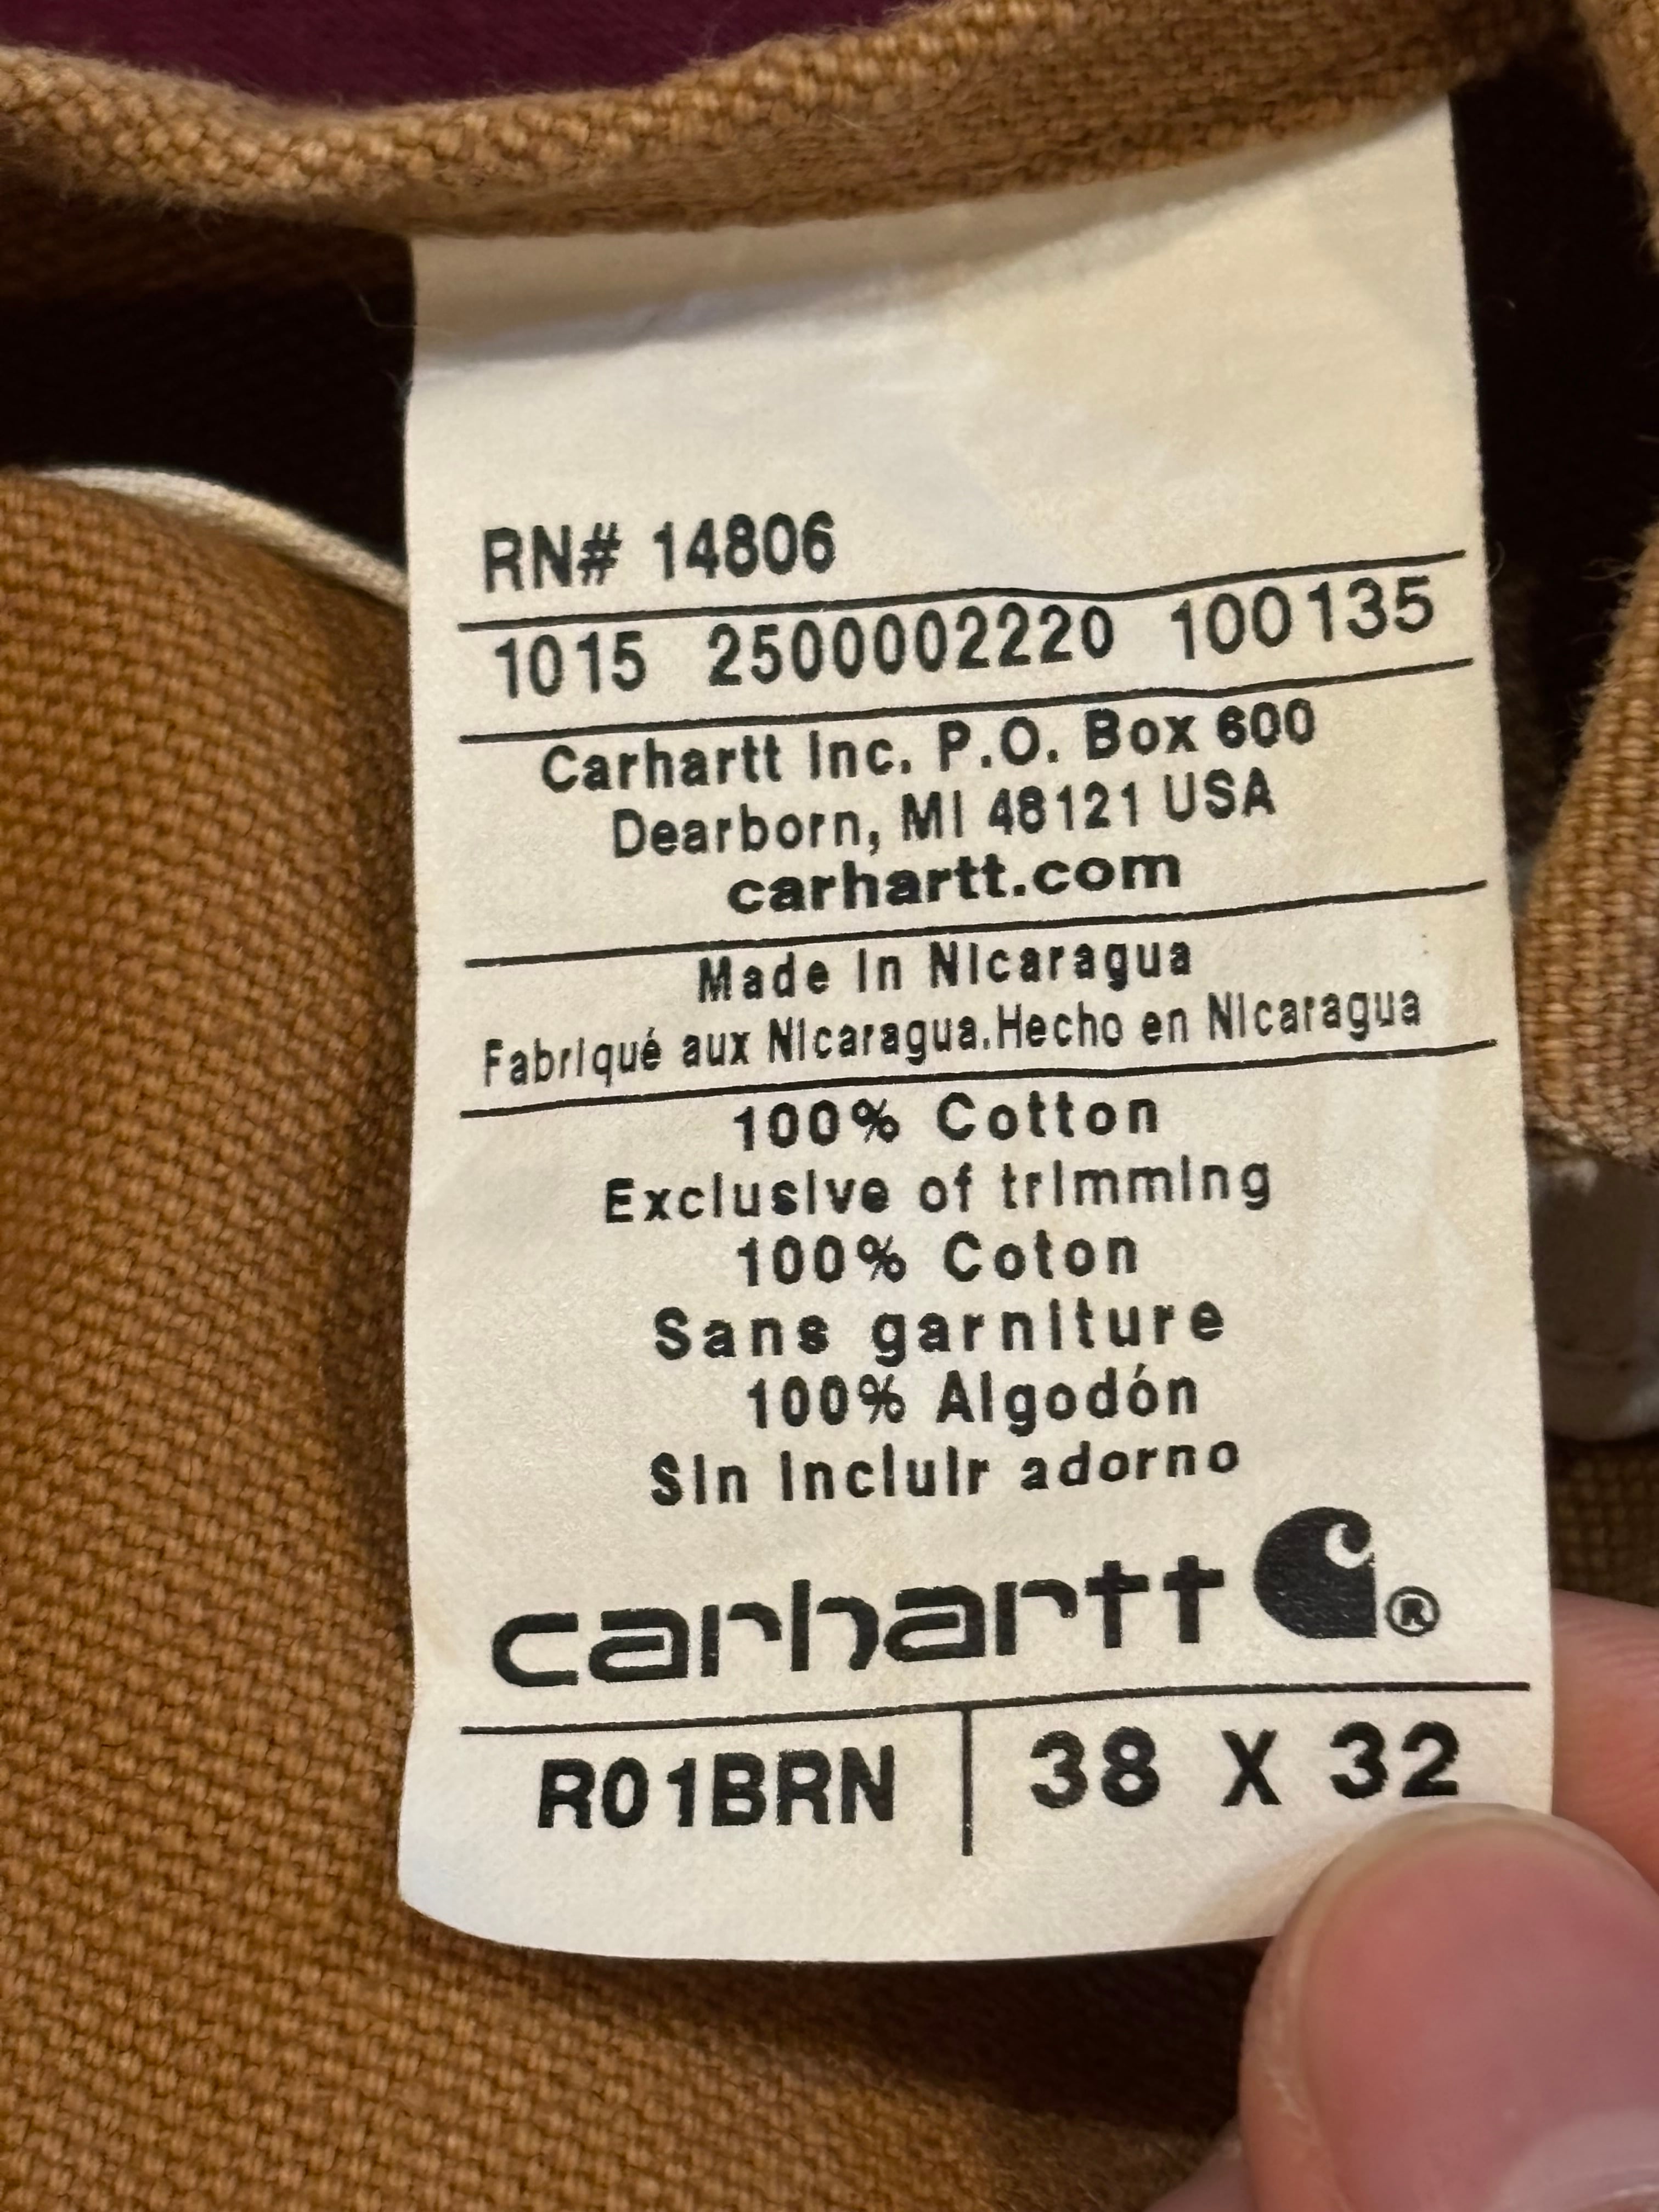 RN# 14806
1015 2500002220 100135
Carhartt Inc. P.O. Box 600
Dearborn, MI 48121 USA
carhartt.com
Made in Nicaragua
Fabriqué aux Nicaragua.Hecho en Nicaragua
100% Cotton
Exclusive of trimming
100% Coton
Sans garniture
100% Algodón
Sin incluir adorno
carhartt ®
R01BRN 38 X 32